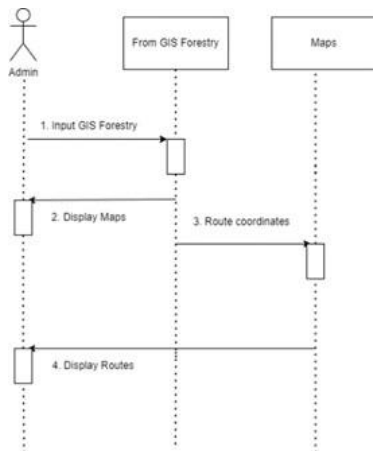 From GIS Forestry
Maps
Admin
1. Input GIS Forestry
2. Display Maps
3. Route coordinates
4. Display Routes